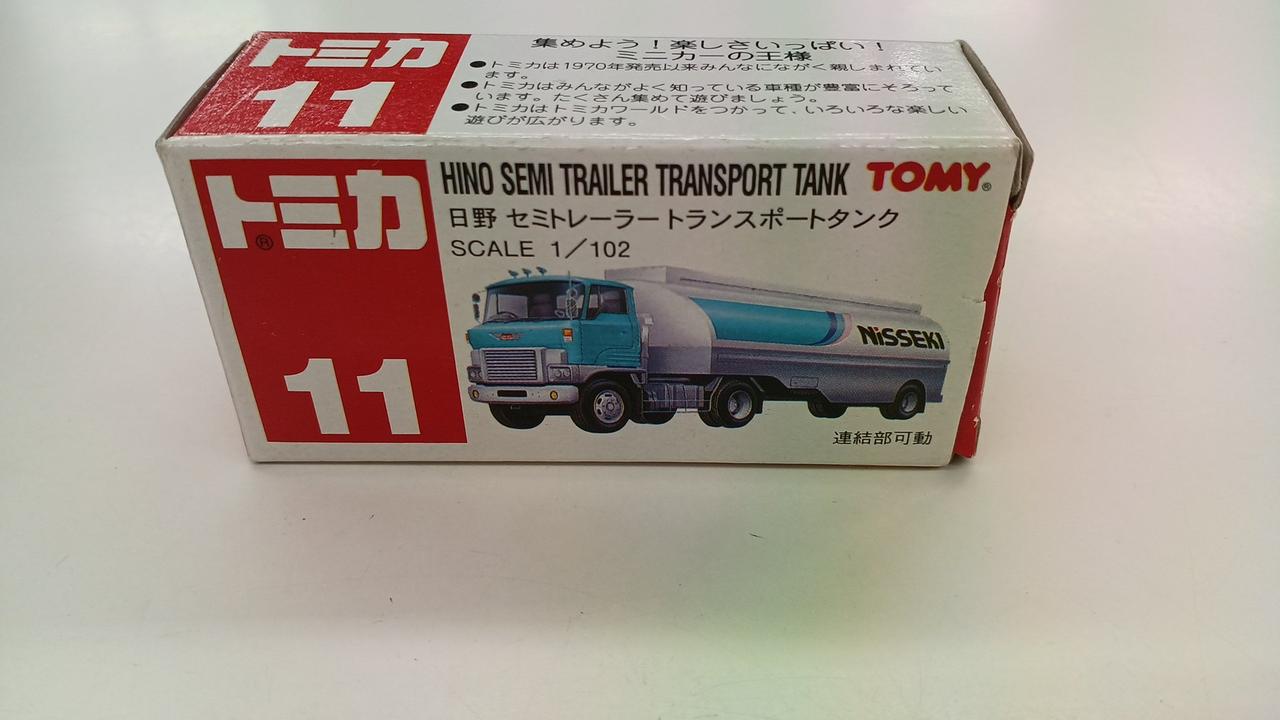 トミカ
11
集めよう！楽しさいっぱい！
ミニカーの王様
●トミカは1970年発売以来みんなにながく親しまれてい
ます。
●トミカはみんながよく知っている車種が豊富にそろって
います。たくさん集めて遊びましょう。
●トミカはトミカワールドをつかって、いろいろな楽しい
遊びが広がります。
トミカ®
11
HINO SEMI TRAILER TRANSPORT TANK TOMY®
日野 セミトレーラートランスポートタンク
SCALE 1/102
NISSEKI
連結部可動